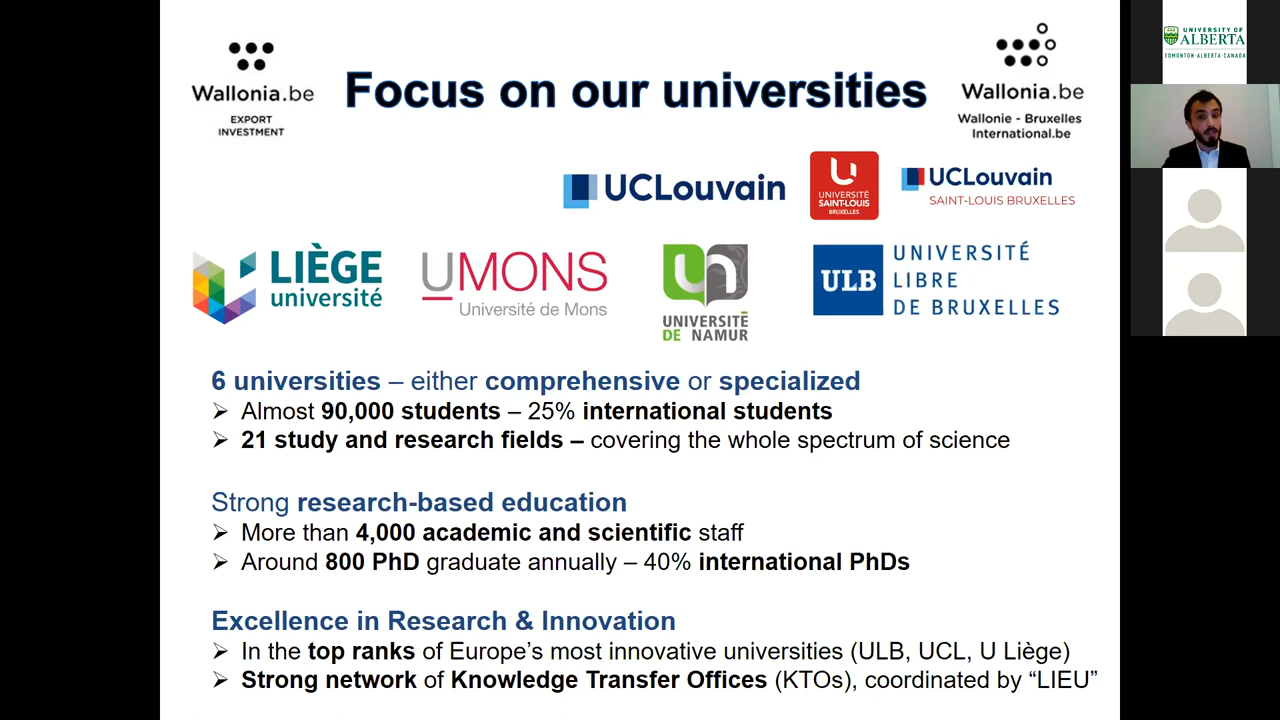 Wallonia.be
EXPORT
INVESTMENT
Focus on our universities
Wallonia.be
Wallonie - Bruxelles
International.be
UCLouvain
UNIVERSITÉ
SAINT-LOUIS
BRUXELLES
UCLouvain
SAINT-LOUIS BRUXELLES
LIÈGE
université
UMONS
Université de Mons
un
UNIVERSITÉ
DE NAMUR
ULB
UNIVERSITÉ
LIBRE
DE BRUXELLES
6 universities – either comprehensive or specialized
➢ Almost 90,000 students – 25% international students
➢ 21 study and research fields – covering the whole spectrum of science
Strong research-based education
➢ More than 4,000 academic and scientific staff
➢ Around 800 PhD graduate annually – 40% international PhDs
Excellence in Research & Innovation
➢ In the top ranks of Europe's most innovative universities (ULB, UCL, U Liège)
➢ Strong network of Knowledge Transfer Offices (KTOs), coordinated by “LIEU”
UNIVERSITY OF
ALBERTA
EDMONTON·ALBERTA·CANADA